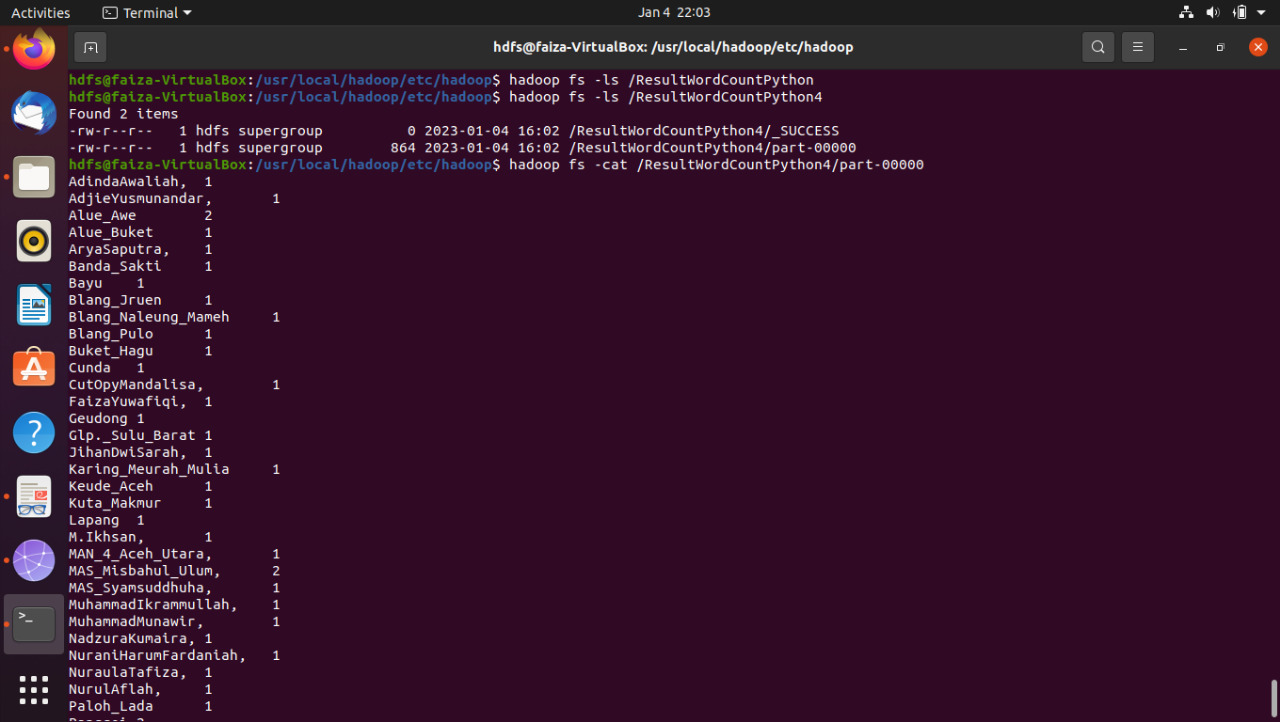 Activities Terminal Jan 4 22:03
hdfs@faiza-VirtualBox: /usr/local/hadoop/etc/hadoop
hdfs@faiza-VirtualBox:/usr/local/hadoop/etc/hadoop$ hadoop fs -ls /ResultWordCountPython
hdfs@faiza-VirtualBox:/usr/local/hadoop/etc/hadoop$ hadoop fs -ls /ResultWordCountPython4
Found 2 items
-rw-r--r-- 1 hdfs supergroup 0 2023-01-04 16:02 /ResultWordCountPython4/_SUCCESS
-rw-r--r-- 1 hdfs supergroup 864 2023-01-04 16:02 /ResultWordCountPython4/part-00000
hdfs@faiza-VirtualBox:/usr/local/hadoop/etc/hadoop$ hadoop fs -cat /ResultWordCountPython4/part-00000
AdindaAwaliah, 1
AdjieYusmunandar, 1
Alue_Awe 2
Alue_Buket 1
AryaSaputra, 1
Banda_Sakti 1
Bayu 1
Blang_Jruen 1
Blang_Naleung_Mameh 1
Blang_Pulo 1
Buket_Hagu 1
Cunda 1
CutOpyMandalisa, 1
FaizaYuwafiqi, 1
Geudong 1
Glp._Sulu_Barat 1
JihanDwiSarah, 1
Karing_Meurah_Mulia 1
Keude_Aceh 1
Kuta_Makmur 1
Lapang 1
M.Ikhsan, 1
MAN_4_Aceh_Utara, 1
MAS_Misbahul_Ulum, 2
MAS_Syamsuddhuha, 1
MuhammadIkrammullah, 1
MuhammadMunawir, 1
NadzuraKumaira, 1
NuraniHarumFardaniah, 1
NuraulaTafiza, 1
NurulAflah, 1
Paloh_Lada 1